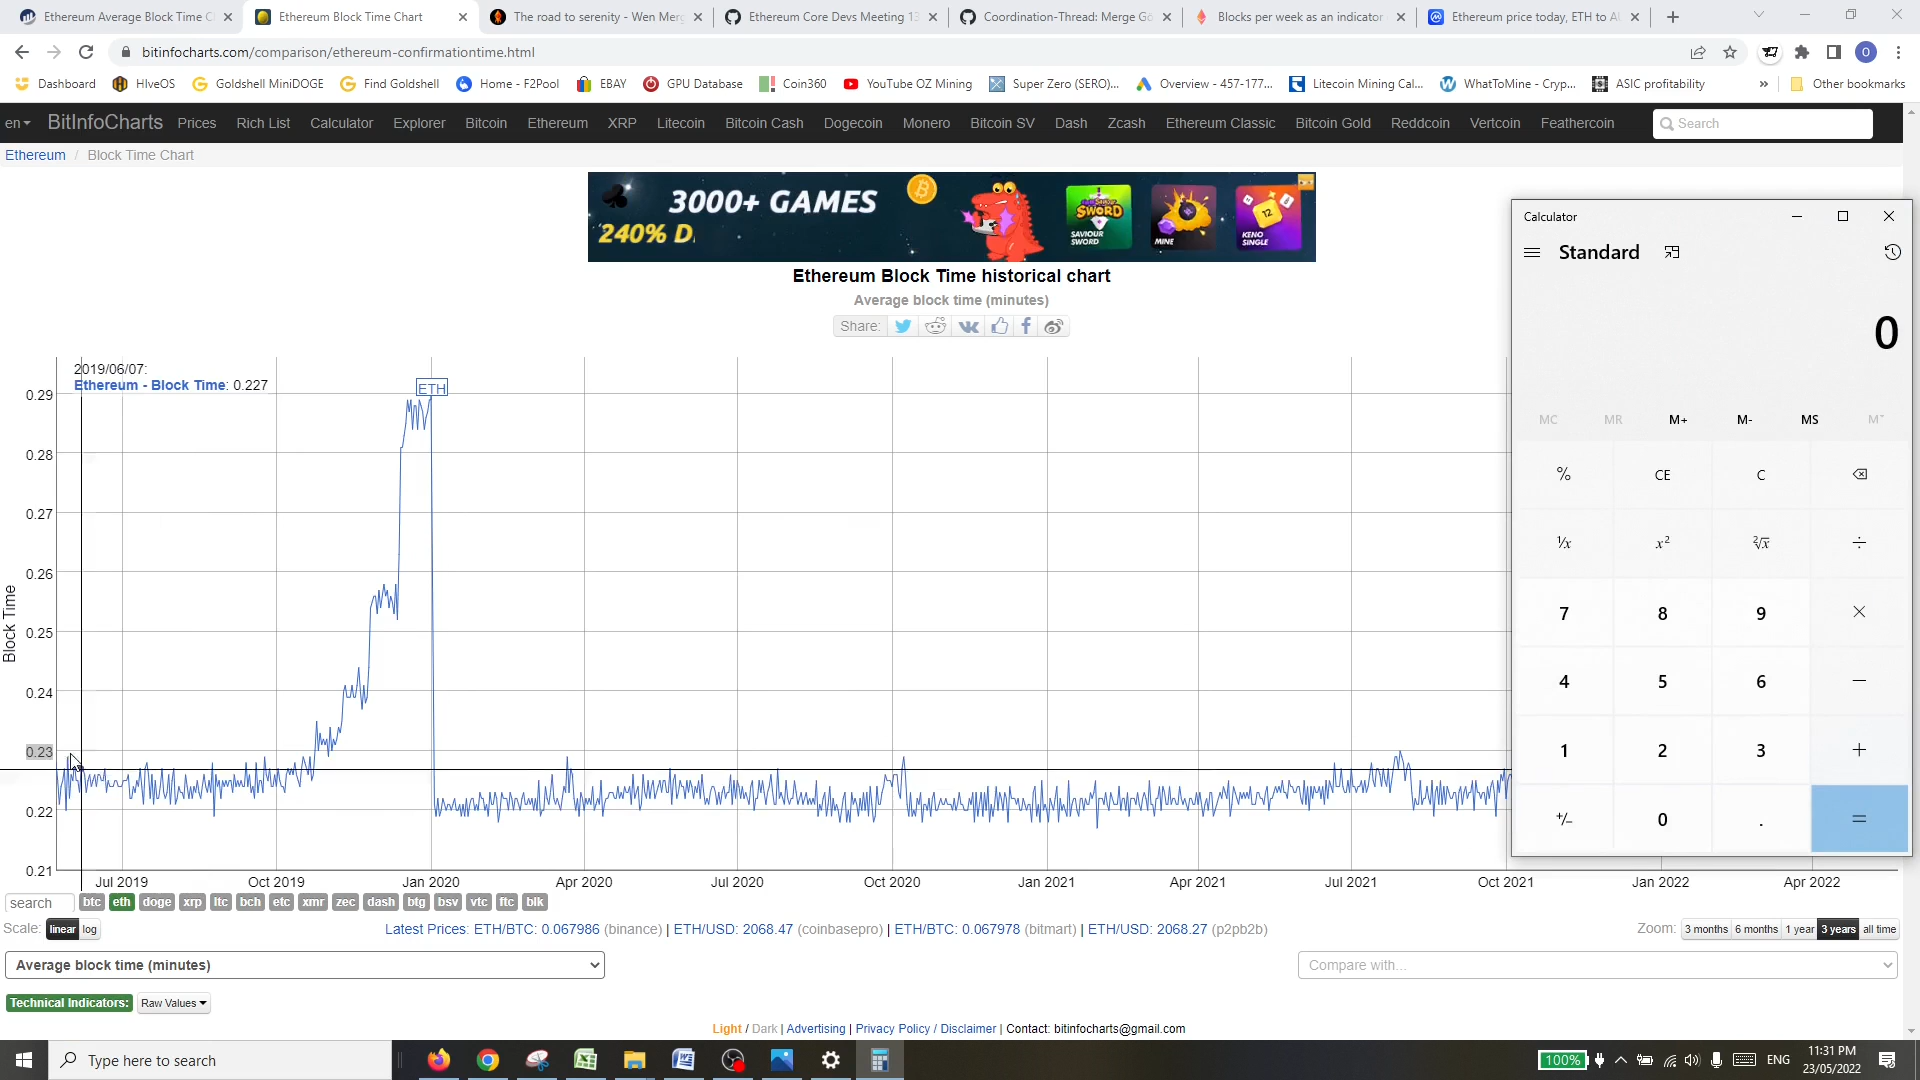 Ethereum Average Block Time C
Ethereum Block Time Chart
The road to serenity - Wen Merg
Ethereum Core Devs Meeting 13
Coordination-Thread: Merge Go
Blocks per week as an indicator
Ethereum price today, ETH to A
bitinfocharts.com/comparison/ethereum-confirmationtime.html
O
Dashboard
HIveOS
Goldshell MiniDOGE
Find Goldshell
Home - F2Pool
EBAY
GPU Database
Coin360
YouTube OZ Mining
Super Zero (SERO)...
Overview - 457-177...
Litecoin Mining Cal...
WhatToMine - Cryp...
ASIC profitability
»
Other bookmarks
en
BitInfoCharts
Prices
Rich List
Calculator
Explorer
Bitcoin
Ethereum
XRP
Litecoin
Bitcoin Cash
Dogecoin
Monero
Bitcoin SV
Dash
Zcash
Ethereum Classic
Bitcoin Gold
Reddcoin
Vertcoin
Feathercoin
Search
Ethereum / Block Time Chart
3000+ GAMES
240% D
SAVIOUR
SWORD
MINE
KENO
SINGLE
12
Ethereum Block Time historical chart
Average block time (minutes)
Share:
2019/06/07:
Ethereum - Block Time: 0.227
ETH
0.29
0.28
0.27
0.26
0.25
0.24
0.23
0.22
0.21
Block Time
Jul 2019
Oct 2019
Jan 2020
Apr 2020
Jul 2020
Oct 2020
Jan 2021
Apr 2021
Jul 2021
Oct 2021
Jan 2022
Apr 2022
Calculator
Standard
0
MC MR M+ M- MS
% CE C
¹/x x² ²√x ÷
7 8 9 ×
4 5 6 −
1 2 3 +
+/− 0 . =
search btc eth doge xrp ltc bch etc xmr zec dash btg bsv vtc ftc blk
Scale: linear log
Latest Prices: ETH/BTC: 0.067986 (binance) | ETH/USD: 2068.47 (coinbasepro) | ETH/BTC: 0.067978 (bitmart) | ETH/USD: 2068.27 (p2pb2b)
Zoom: 3 months 6 months 1 year 3 years all time
Average block time (minutes)
Compare with...
Technical Indicators: Raw Values
Light / Dark | Advertising | Privacy Policy / Disclaimer | Contact: bitinfocharts@gmail.com
Type here to search
100%
ENG
11:31 PM
23/05/2022